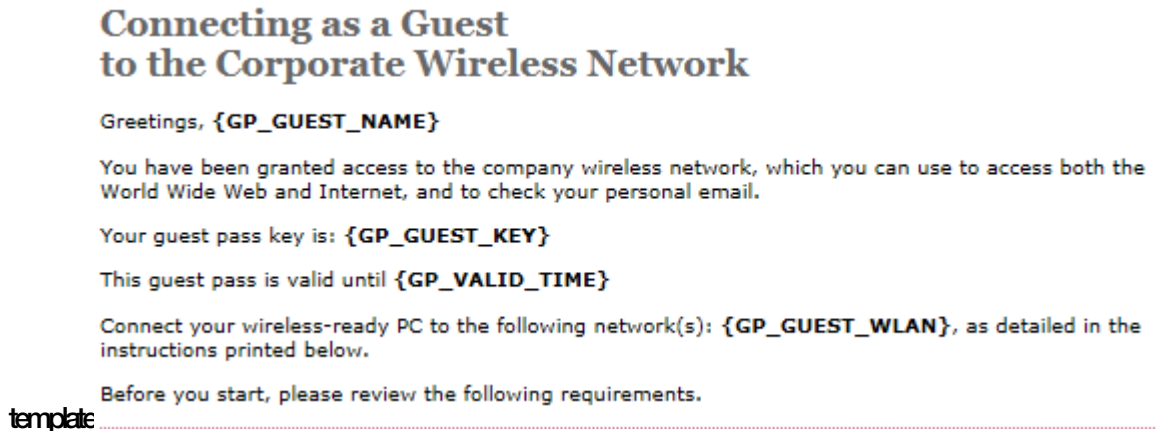 Connecting as a Guest
to the Corporate Wireless Network
Greetings, {GP_GUEST_NAME}
You have been granted access to the company wireless network, which you can use to access both the
World Wide Web and Internet, and to check your personal email.
Your guest pass key is: {GP_GUEST_KEY}
This guest pass is valid until {GP_VALID_TIME}
Connect your wireless-ready PC to the following network(s): {GP_GUEST_WLAN}, as detailed in the
instructions printed below.
Before you start, please review the following requirements.
template